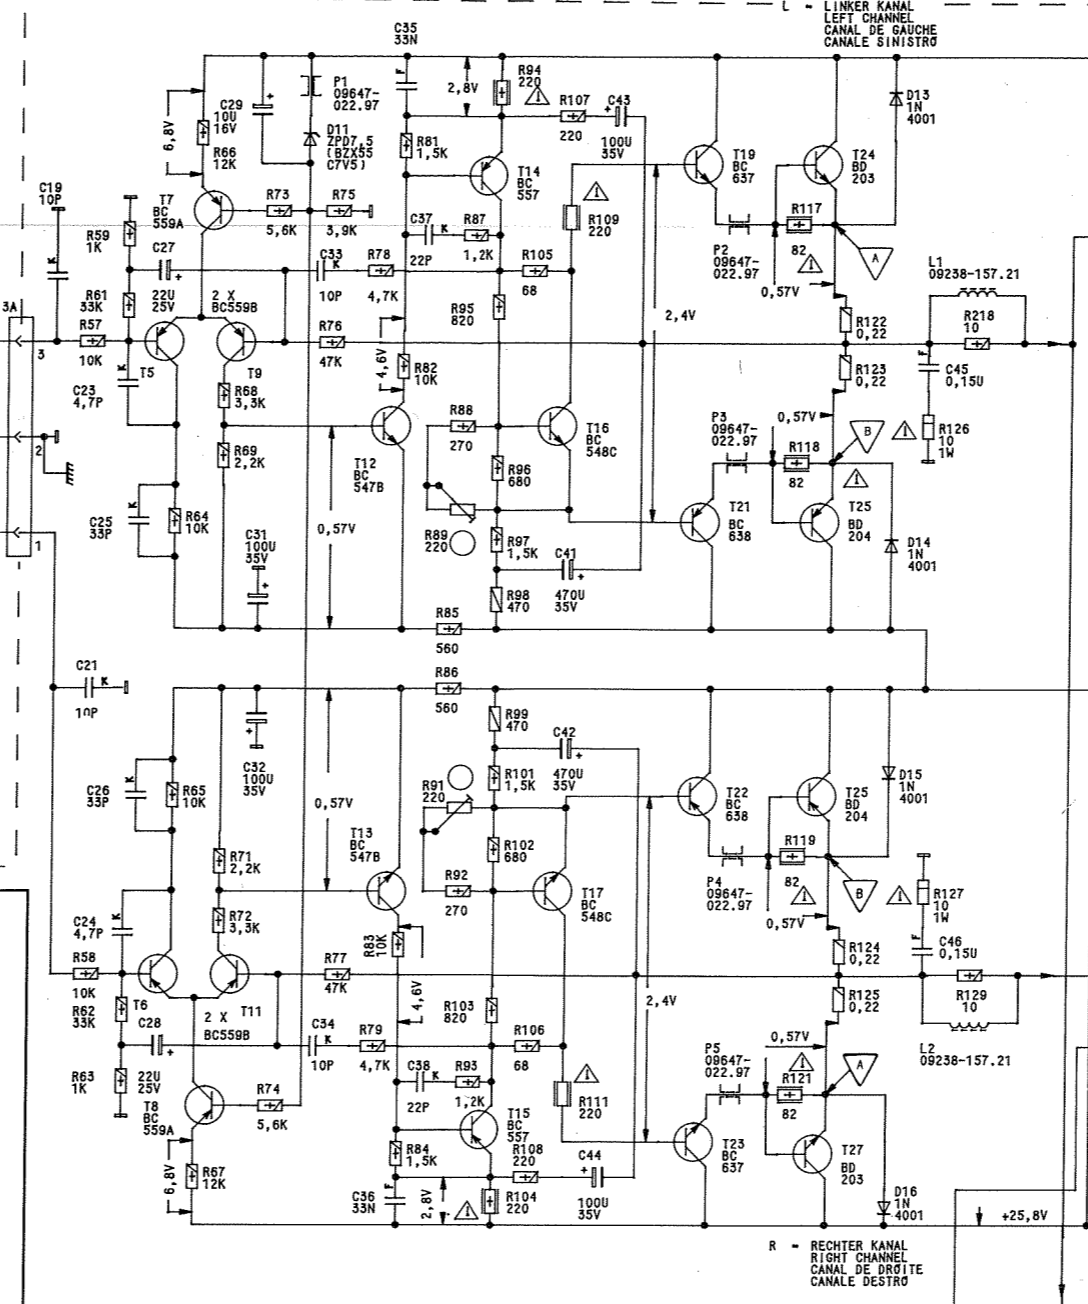 L - LINKER KANAL
LEFT CHANNEL
CANAL DE GAUCHE
CANALE SINISTRO
C35
33N
F
2,8V
R94
220
P1
09647-
022.97
C29
10U
16V
+
6,8V
R66
12K
D11
ZPD7,5
(BZX55
C7V5)
R81
1,5K
R107
220
C43
+
100U
35V
T14
BC
557
T19
BC
637
T24
BD
203
D13
1N
4001
C19
10P
K
T7
BC
559A
R73
5,6K
R75
3,9K
R59
1K
C27
+
22U
25V
C37
K
22P
R87
1,2K
R109
220
R117
82
P2
09647-
022.97
A
C33
K
10P
R78
4,7K
R105
68
0,57V
L1
09238-157.21
R61
33K
2 X
BC559B
R95
820
2,4V
R218
10
3A
R57
10K
3
R76
47K
R122
0,22
T5
T9
4,6V
R82
10K
R123
0,22
F
C45
0,15U
C23
4,7P
K
R68
3,3K
R88
270
P3
09647-
022.97
0,57V
B
R126
10
1W
2
R69
2,2K
T12
BC
547B
T16
BC
548C
R118
82
R96
680
C25
33P
K
R64
10K
0,57V
R89
220
T21
BC
638
T25
BD
204
D14
1N
4001
1
C31
100U
35V
+
R97
1,5K
C41
+
470U
35V
R98
470
R85
560
C21
K
10P
R86
560
R99
470
C32
100U
35V
+
C42
+
470U
35V
C26
33P
K
R65
10K
0,57V
R91
220
R101
1,5K
T22
BC
638
T25
BD
204
D15
1N
4001
R71
2,2K
T13
BC
547B
R102
680
R119
82
P4
09647-
022.97
B
R92
270
T17
BC
548C
R127
10
1W
C24
4,7P
K
R72
3,3K
0,57V
R83
10K
R58
10K
R77
47K
R124
0,22
F
C46
0,15U
R62
33K
T6
T11
4,6V
R103
820
2,4V
R125
0,22
R129
10
C28
+
22U
25V
2 X
BC559B
C34
K
10P
R79
4,7K
R106
68
0,57V
L2
09238-157.21
R63
1K
C38
K
22P
R93
1,2K
P5
09647-
022.97
R121
82
A
R111
220
T8
BC
559A
R74
5,6K
T15
BC
557
R84
1,5K
R108
220
C44
+
100U
35V
T23
BC
637
T27
BD
203
6,8V
R67
12K
C36
33N
F
2,8V
R104
220
D16
1N
4001
+25,8V
R - RECHTER KANAL
RIGHT CHANNEL
CANAL DE DROITE
CANALE DESTRO